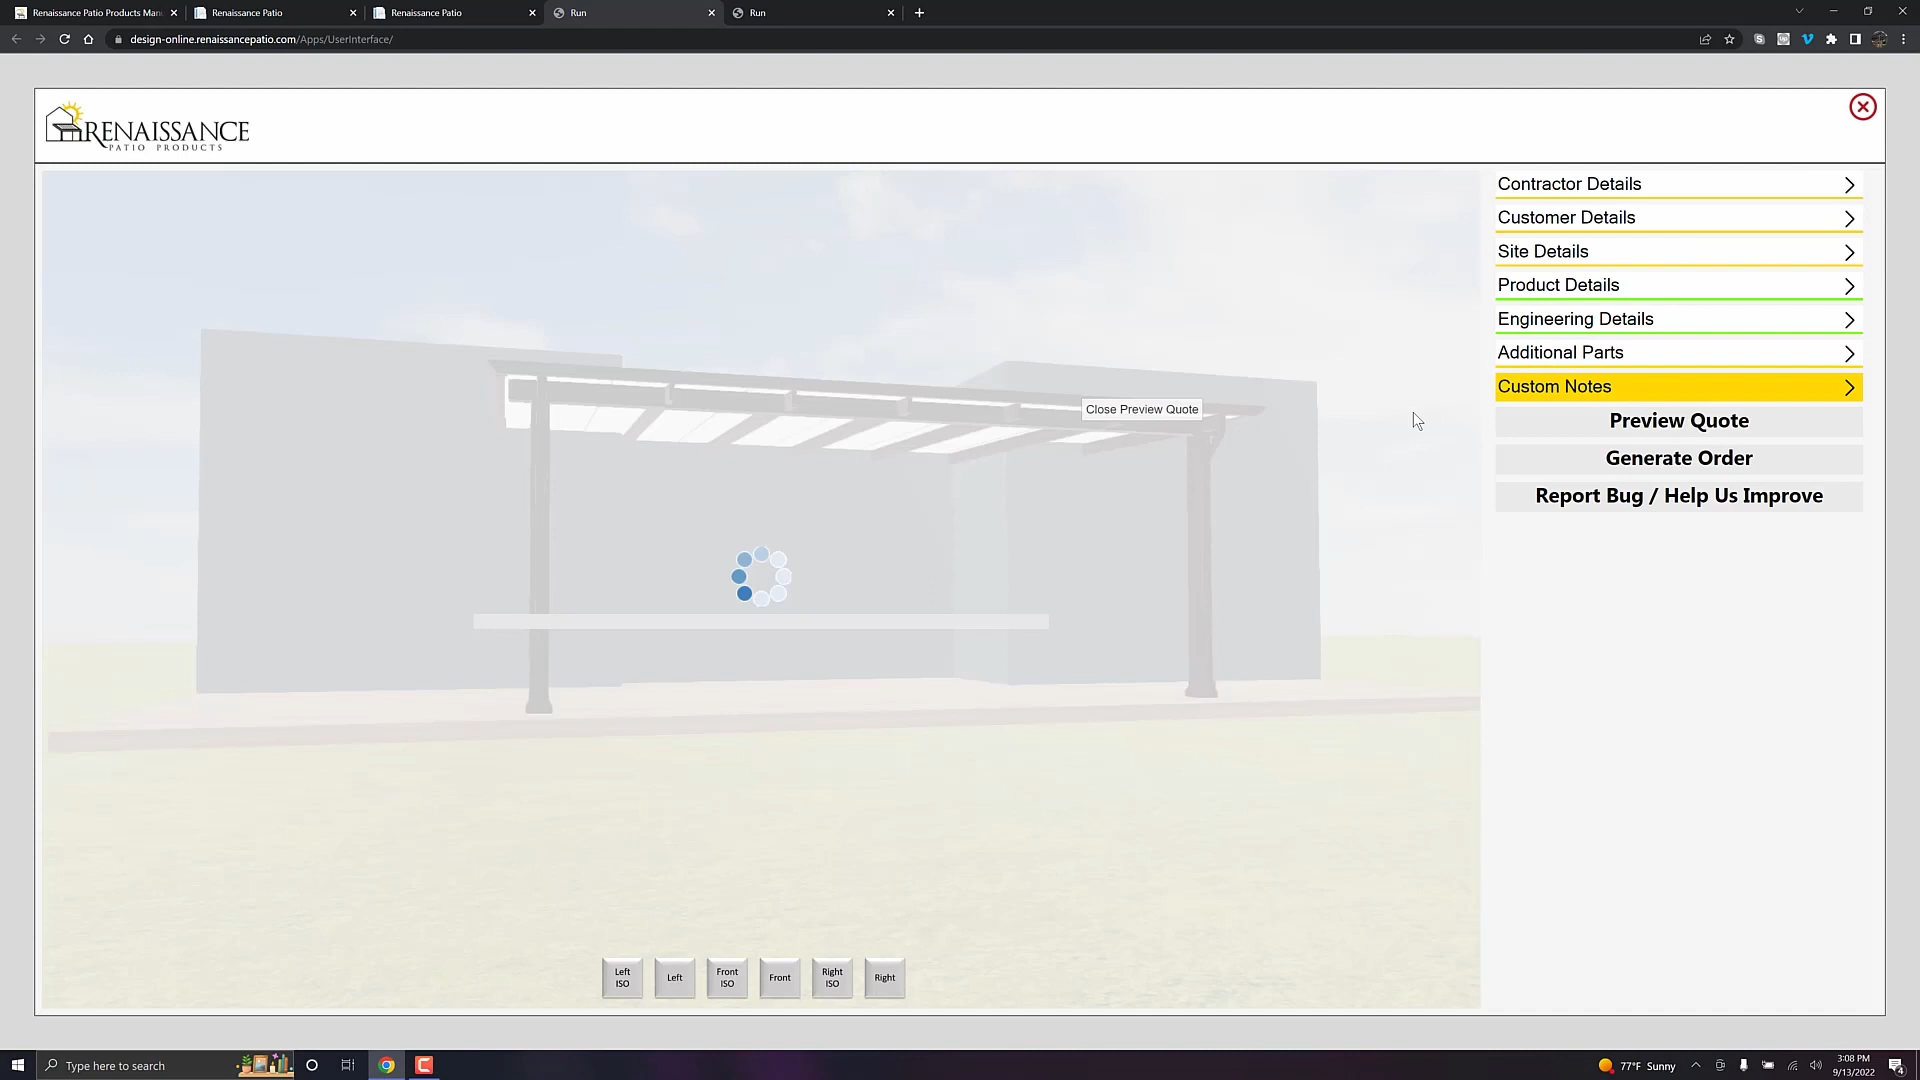 Renaissance Patio Products Man
Renaissance Patio
Renaissance Patio
Run
Run
design-online.renaissancepatio.com/Apps/UserInterface/
RENAISSANCE
PATIO PRODUCTS
Contractor Details
Customer Details
Site Details
Product Details
Engineering Details
Additional Parts
Custom Notes
Close Preview Quote
Preview Quote
Generate Order
Report Bug / Help Us Improve
Left ISO
Left
Front ISO
Front
Right ISO
Right
Type here to search
77°F Sunny
3:08 PM
9/13/2022
4